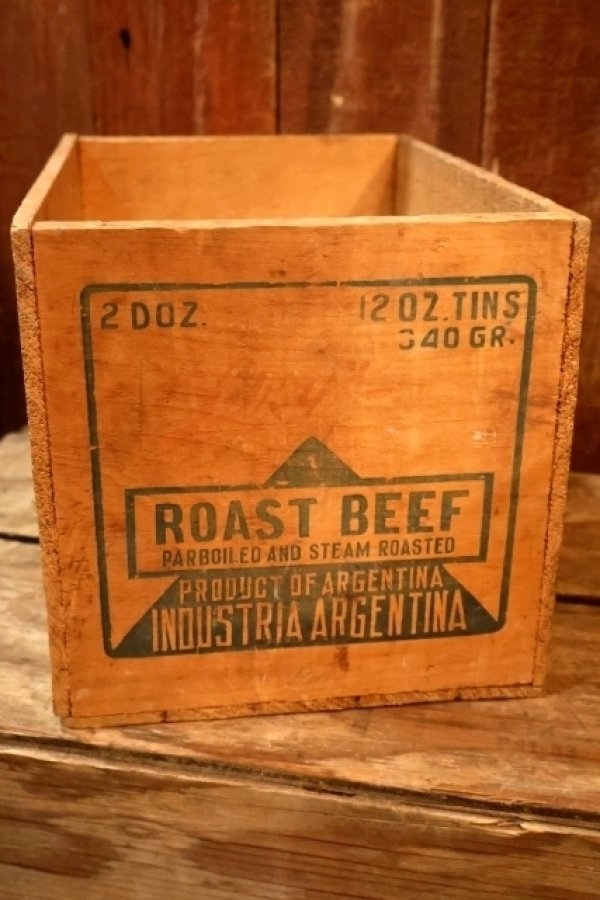 2 DOZ.
12 OZ. TINS
340 GR.
ROAST BEEF
PARBOILED AND STEAM ROASTED
PRODUCT OF ARGENTINA
INDUSTRIA ARGENTINA